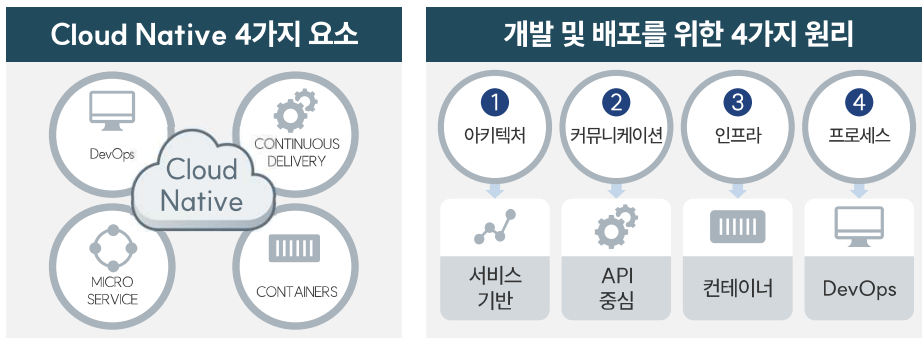 Cloud Native 4가지 요소
DevOps
CONTINUOUS
DELIVERY
Cloud
Native
MICRO
SERVICE
CONTAINERS
개발 및 배포를 위한 4가지 원리
1
아키텍처
2
커뮤니케이션
3
인프라
4
프로세스
서비스
기반
API
중심
컨테이너
DevOps